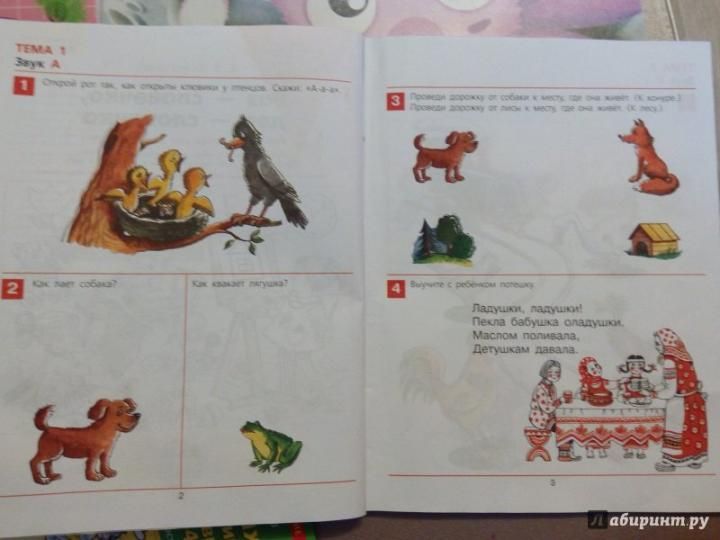 ТЕМА 1
Звук А
1
Открой рот так, как открыты клювики у птенцов. Скажи: «А-а-а».
2
Как лает собака?
Как квакает лягушка?
2
3
Проведи дорожку от собаки к месту, где она живёт. (К конуре.)
Проведи дорожку от лисы к месту, где она живёт. (К лесу.)
4
Выучите с ребёнком потешку.
Ладушки, ладушки!
Пекла бабушка оладушки.
Маслом поливала,
Детушкам давала.
3
Лабиринт.ру